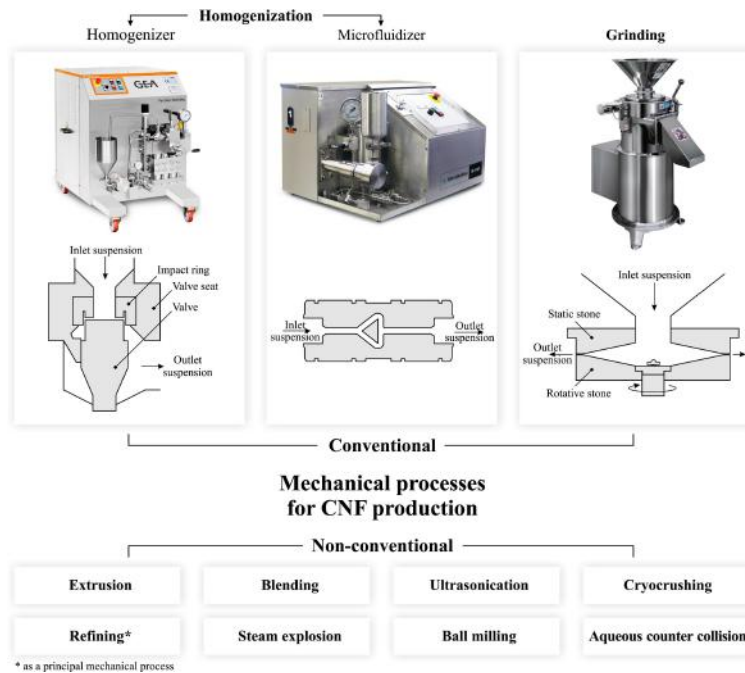 Homogenization
Homogenizer
Microfluidizer
Grinding
GEA
Inlet suspension
Impact ring
Valve seat
Valve
Outlet
suspension
Inlet
suspension
Outlet
suspension
Inlet suspension
Static stone
Outlet
suspension
Rotative stone
Conventional
Mechanical processes
for CNF production
Non-conventional
Extrusion
Blending
Ultrasonication
Cryocrushing
Refining*
Steam explosion
Ball milling
Aqueous counter collision
* as a principal mechanical process